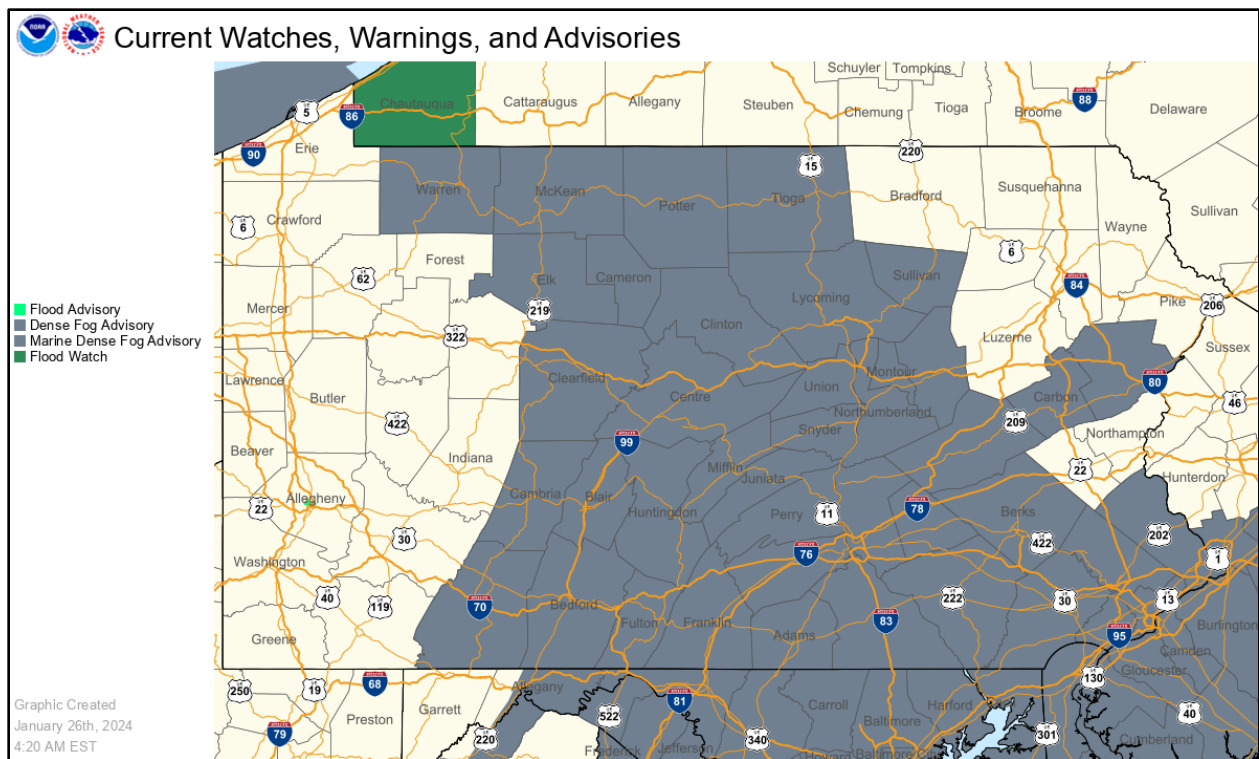 NOAA
Current Watches, Warnings, and Advisories
Schuyler
Tompkins
Chautauqua
Cattaraugus
Allegany
Steuben
Chemung
Tioga
Broome
Delaware
5
86
88
90
Erie
15
220
Warren
McKean
Potter
Tioga
Bradford
Susquehanna
Wayne
Sullivan
Crawford
6
Forest
62
Elk
Cameron
Sullivan
6
84
Pike
206
Mercer
219
Lycoming
Flood Advisory
Dense Fog Advisory
Marine Dense Fog Advisory
Flood Watch
322
Clinton
Luzerne
Sussex
Lawrence
Butler
Clearfield
Centre
Union
Montour
Carbon
80
46
422
Northumberland
209
Snyder
Northampton
Beaver
Indiana
99
Mifflin
Juniata
22
Hunterdon
Allegheny
22
Cambria
Blair
Huntingdon
Perry
11
78
Berks
30
76
422
202
1
Washington
40
119
70
Bedford
Fulton
Franklin
Adams
83
222
30
13
Burlington
Greene
95
Camden
Gloucester
130
250
19
68
Preston
Garrett
Allegany
522
81
Carroll
Baltimore
Harford
40
79
220
Frederick
Jefferson
340
Howard
Baltimore City
301
Cumberland
Graphic Created
January 26th, 2024
4:20 AM EST